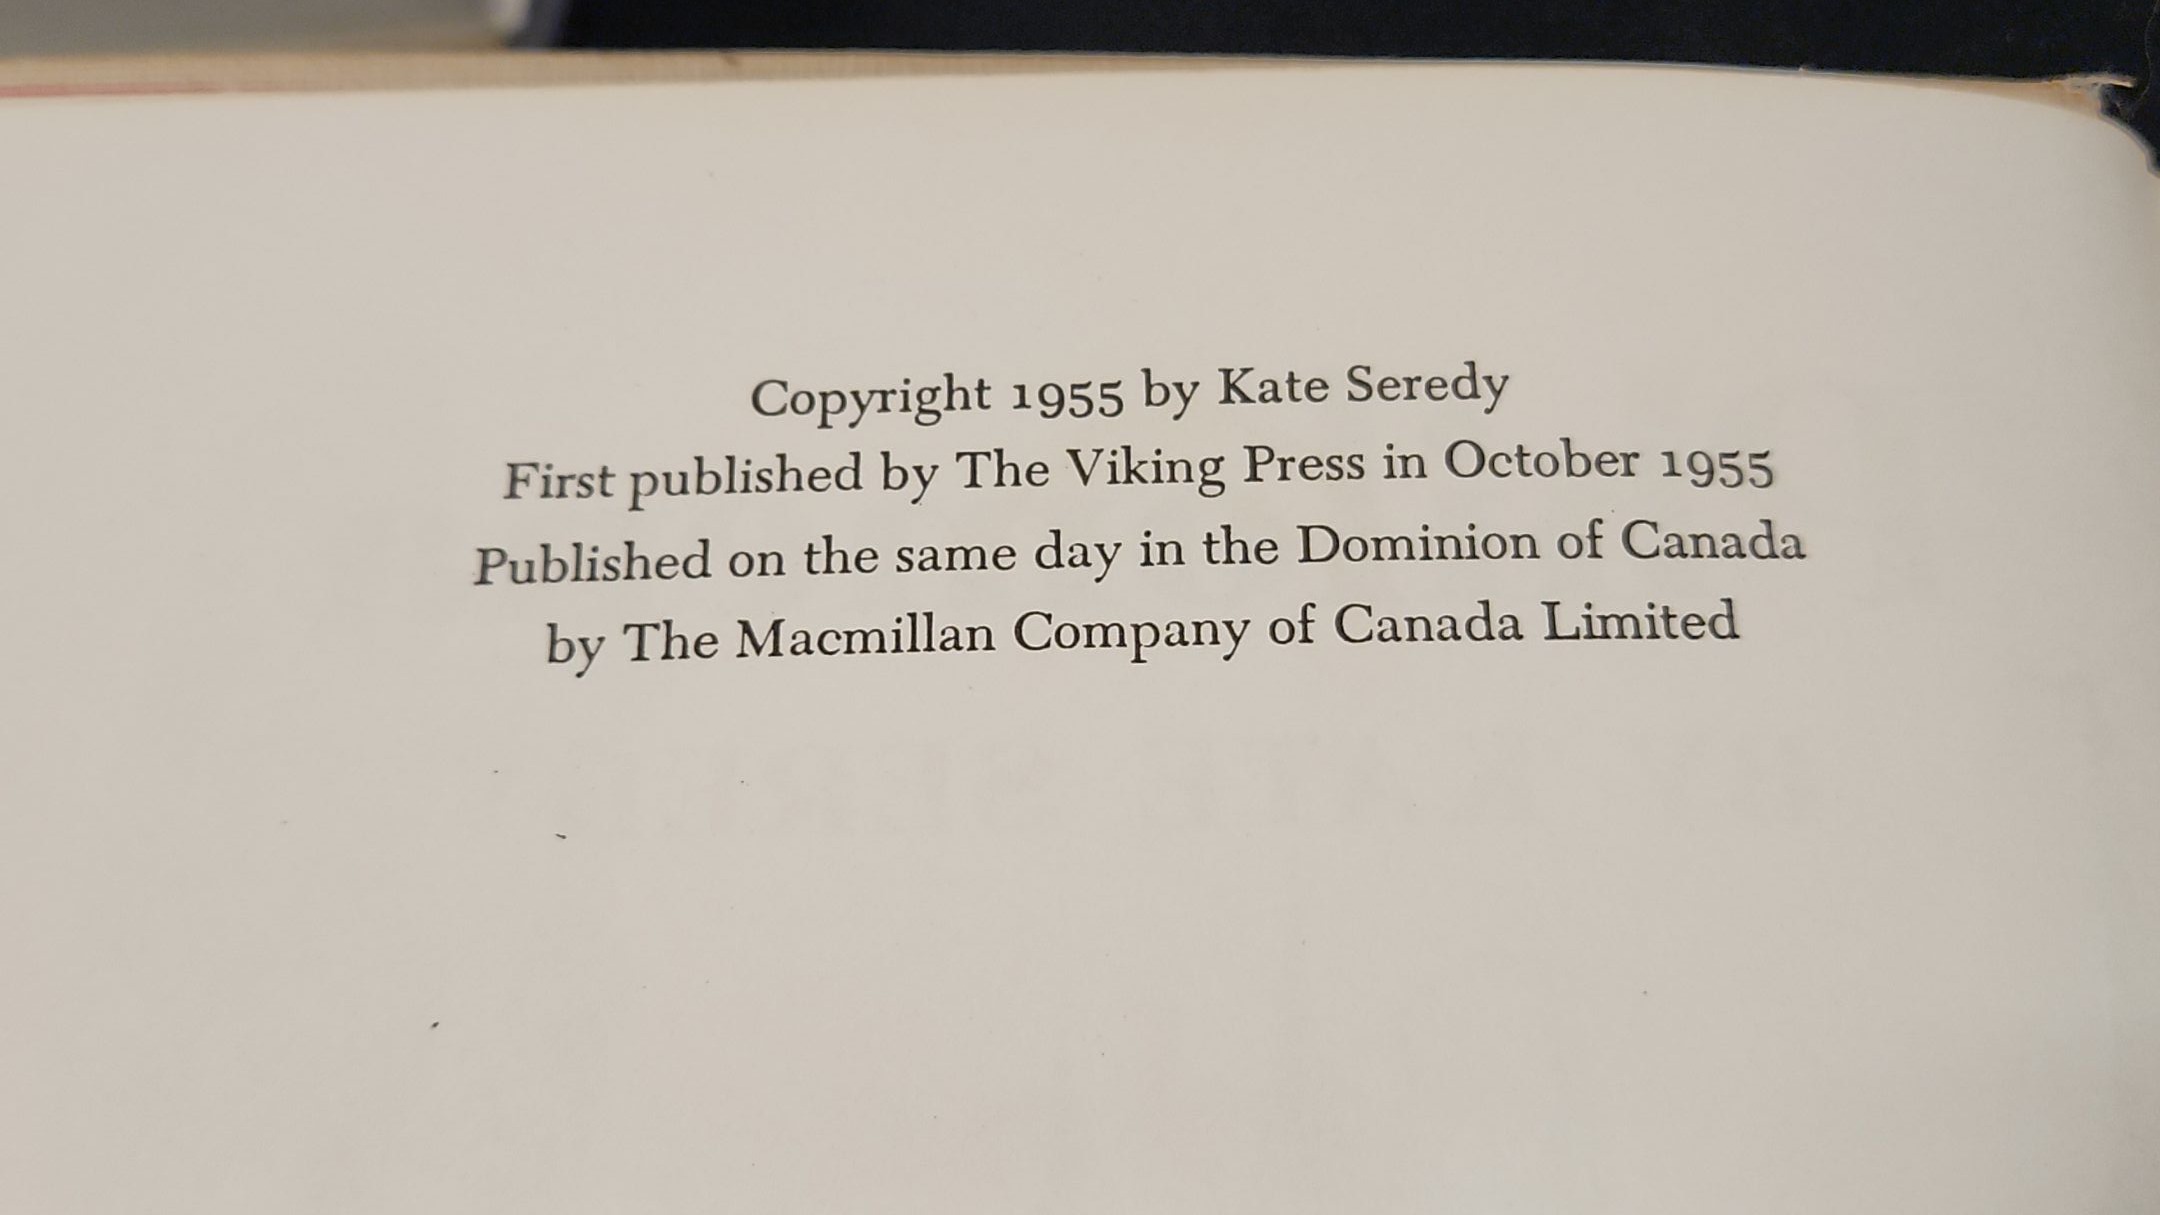 Copyright 1955 by Kate Seredy
First published by The Viking Press in October 1955
Published on the same day in the Dominion of Canada
by The Macmillan Company of Canada Limited